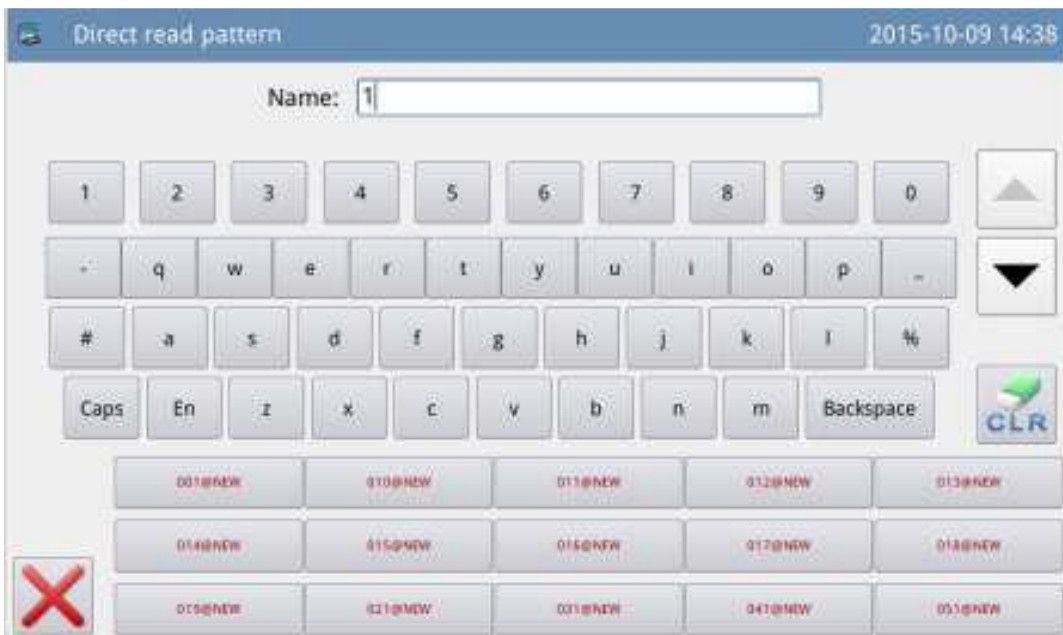 Direct read pattern 2015-10-09 14:38
Name: 1
1 2 3 4 5 6 7 8 9 0
- q w e r t y u i o p _
# a s d f g h j k l %
Caps En z x c v b n m Backspace
CLR
001@NEW 010@NEW 011@NEW 012@NEW 013@NEW
014@NEW 015@NEW 016@NEW 017@NEW 018@NEW
019@NEW 021@NEW 031@NEW 041@NEW 051@NEW